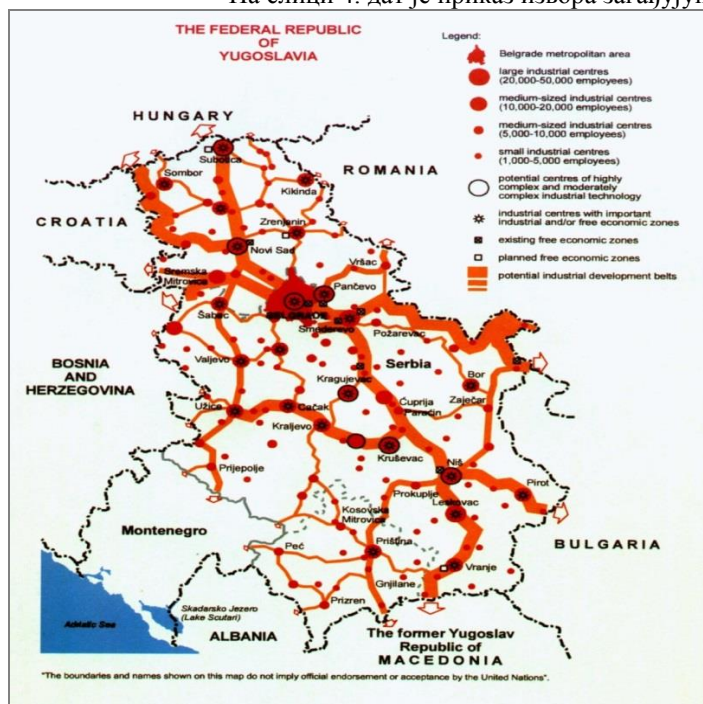 На слици 4. дат је приказ извора загађујућ
THE FEDERAL REPUBLIC
OF
YUGOSLAVIA
Legend:
Belgrade metropolitan area
large industrial centres
(20,000-50,000 employees)
medium-sized industrial centres
(10,000-20,000 employees)
medium-sized industrial centres
(5,000-10,000 employees)
small industrial centres
(1,000-5,000 employees)
potential centres of highly
complex and moderately
complex industrial technology
industrial centres with important
industrial and/or free economic zones
existing free economic zones
planned free economic zones
potential industrial development belts
HUNGARY
ROMANIA
CROATIA
BOSNIA
AND
HERZEGOVINA
Subotica
Sombor
Kikinda
Zrenjanin
Novi Sad
Vršac
Sremska
Mitrovica
Pančevo
BELGRADE
Šabac
Smederevo
Požarevac
Valjevo
Serbia
Kragujevac
Bor
Ćuprija
Zaječar
Paraćin
Užice
Čačak
Kraljevo
Kruševac
Niš
Pirot
Prijepolje
Prokuplje
Leskovac
Kosovska
Mitrovica
Montenegro
Peć
Priština
BULGARIA
Vranje
Gnjilane
Prizren
Skadarsko Jezero
(Lake Scutari)
Adriatic Sea
ALBANIA
The former Yugoslav
Republic of
MACEDONIA
"The boundaries and names shown on this map do not imply official endorsement or acceptance by the United Nations".